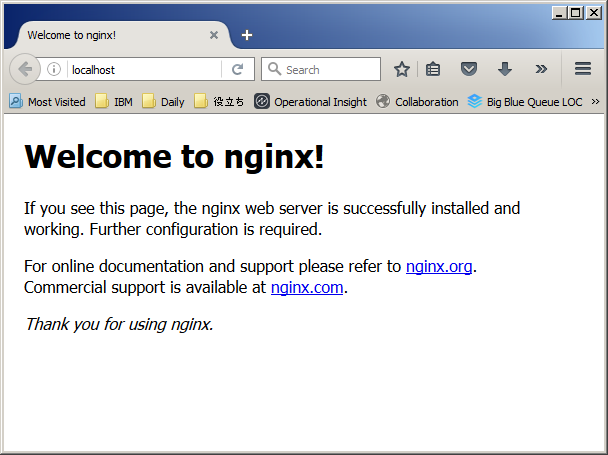 Welcome to nginx!
localhost
Search
Most Visited IBM Daily 役立ち Operational Insight Collaboration Big Blue Queue LOC
Welcome to nginx!
If you see this page, the nginx web server is successfully installed and
working. Further configuration is required.
For online documentation and support please refer to nginx.org.
Commercial support is available at nginx.com.
Thank you for using nginx.